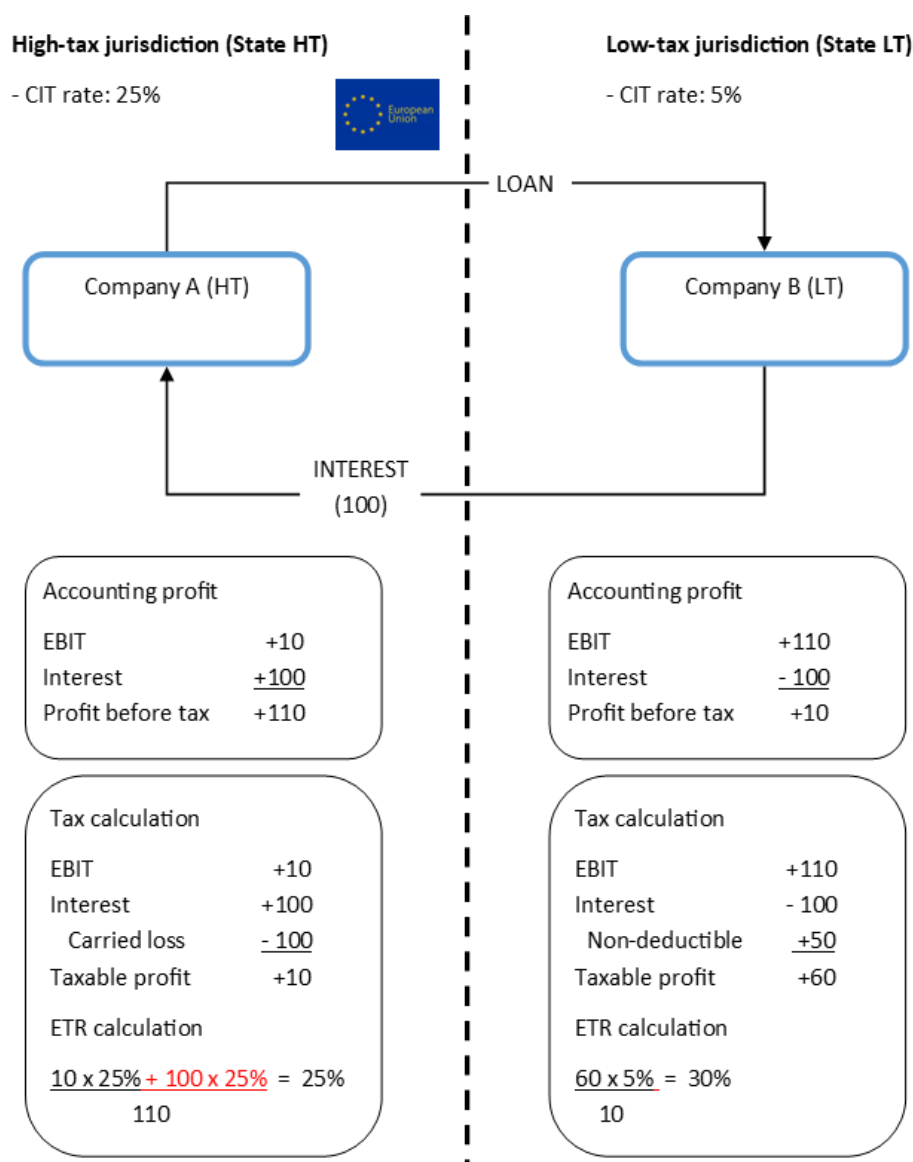 High-tax jurisdiction (State HT)
- CIT rate: 25%
European
Union
Low-tax jurisdiction (State LT)
- CIT rate: 5%
LOAN
Company A (HT)
Company B (LT)
INTEREST
(100)
Accounting profit
EBIT +10
Interest +100
Profit before tax +110
Accounting profit
EBIT +110
Interest - 100
Profit before tax +10
Tax calculation
EBIT +10
Interest +100
Carried loss - 100
Taxable profit +10
ETR calculation
10 x 25% + 100 x 25% = 25%
110
Tax calculation
EBIT +110
Interest - 100
Non-deductible +50
Taxable profit +60
ETR calculation
60 x 5% = 30%
10